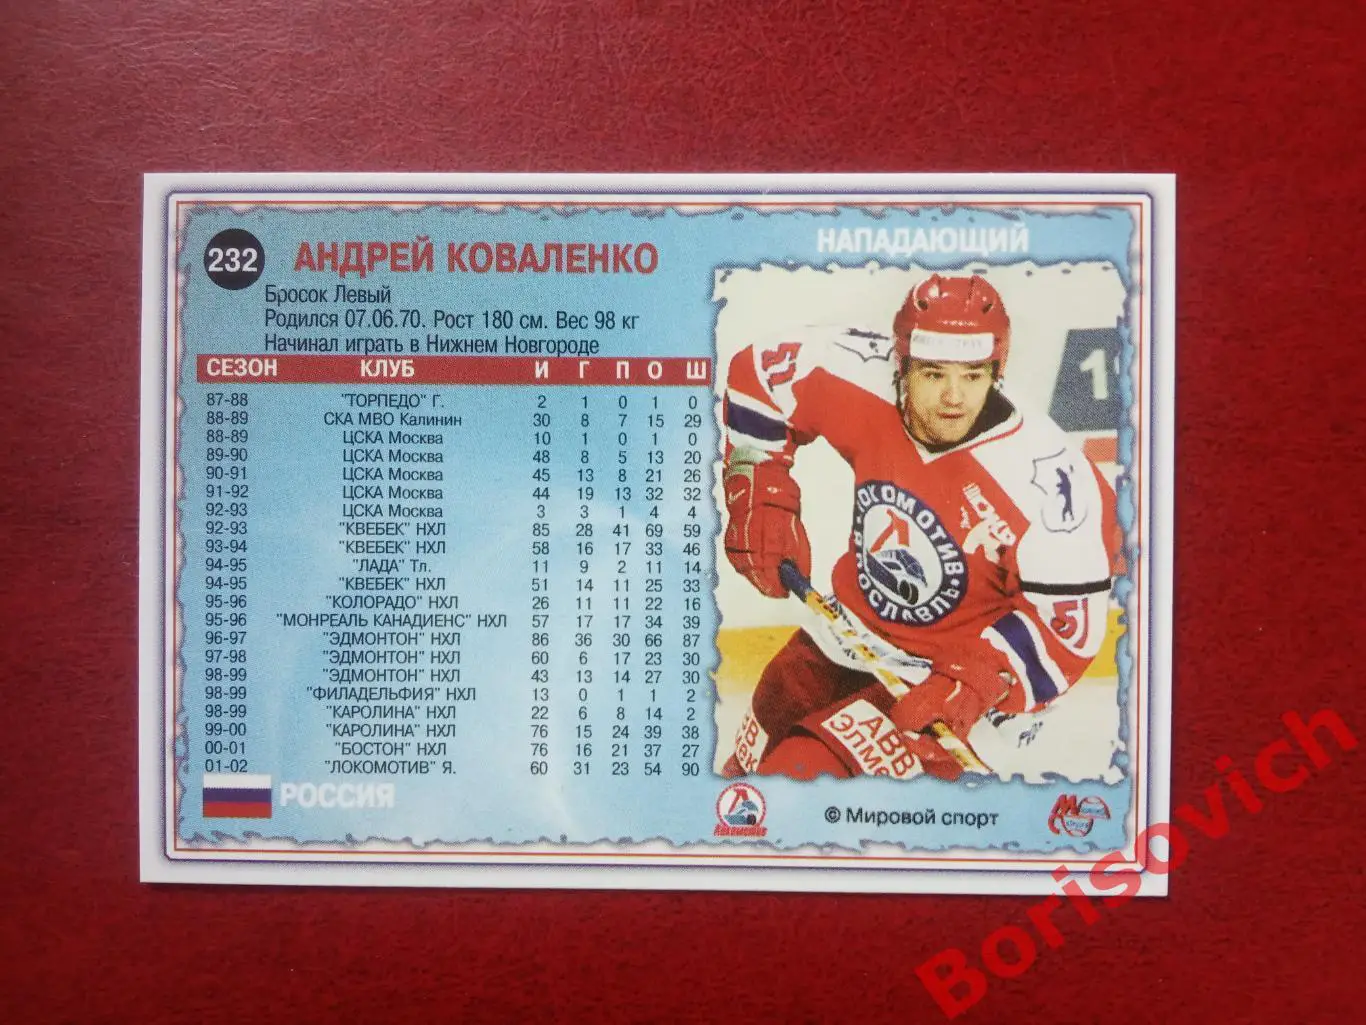 232 АНДРЕЙ КОВАЛЕНКО
НАПАДАЮЩИЙ
Бросок Левый
Родился 07.06.70. Рост 180 см. Вес 98 кг
Начинал играть в Нижнем Новгороде
СЕЗОН КЛУБ И Г П О Ш
87-88 "ТОРПЕДО" Г. 2 1 0 1 0
88-89 СКА МВО Калинин 30 8 7 15 29
88-89 ЦСКА Москва 10 1 0 1 0
89-90 ЦСКА Москва 48 8 5 13 20
90-91 ЦСКА Москва 45 13 8 21 26
91-92 ЦСКА Москва 44 19 13 32 32
92-93 ЦСКА Москва 3 3 1 4 4
92-93 "КВЕБЕК" НХЛ 85 28 41 69 59
93-94 "КВЕБЕК" НХЛ 58 16 17 33 46
94-95 "ЛАДА" Тл. 11 9 2 11 14
94-95 "КВЕБЕК" НХЛ 51 14 11 25 33
95-96 "КОЛОРАДО" НХЛ 26 11 11 22 16
95-96 "МОНРЕАЛЬ КАНАДИЕНС" НХЛ 57 17 17 34 39
96-97 "ЭДМОНТОН" НХЛ 86 36 30 66 87
97-98 "ЭДМОНТОН" НХЛ 60 6 17 23 30
98-99 "ЭДМОНТОН" НХЛ 43 13 14 27 30
98-99 "ФИЛАДЕЛЬФИЯ" НХЛ 13 0 1 1 2
98-99 "КАРОЛИНА" НХЛ 22 6 8 14 2
99-00 "КАРОЛИНА" НХЛ 76 15 24 39 38
00-01 "БОСТОН" НХЛ 76 16 21 37 27
01-02 "ЛОКОМОТИВ" Я. 60 31 23 54 90
РОССИЯ
51
ЛОКОМОТИВ
ЯРОСЛАВЛЬ
51
АВВ
Элме
Локомотив
© Мировой спорт
Borisovich